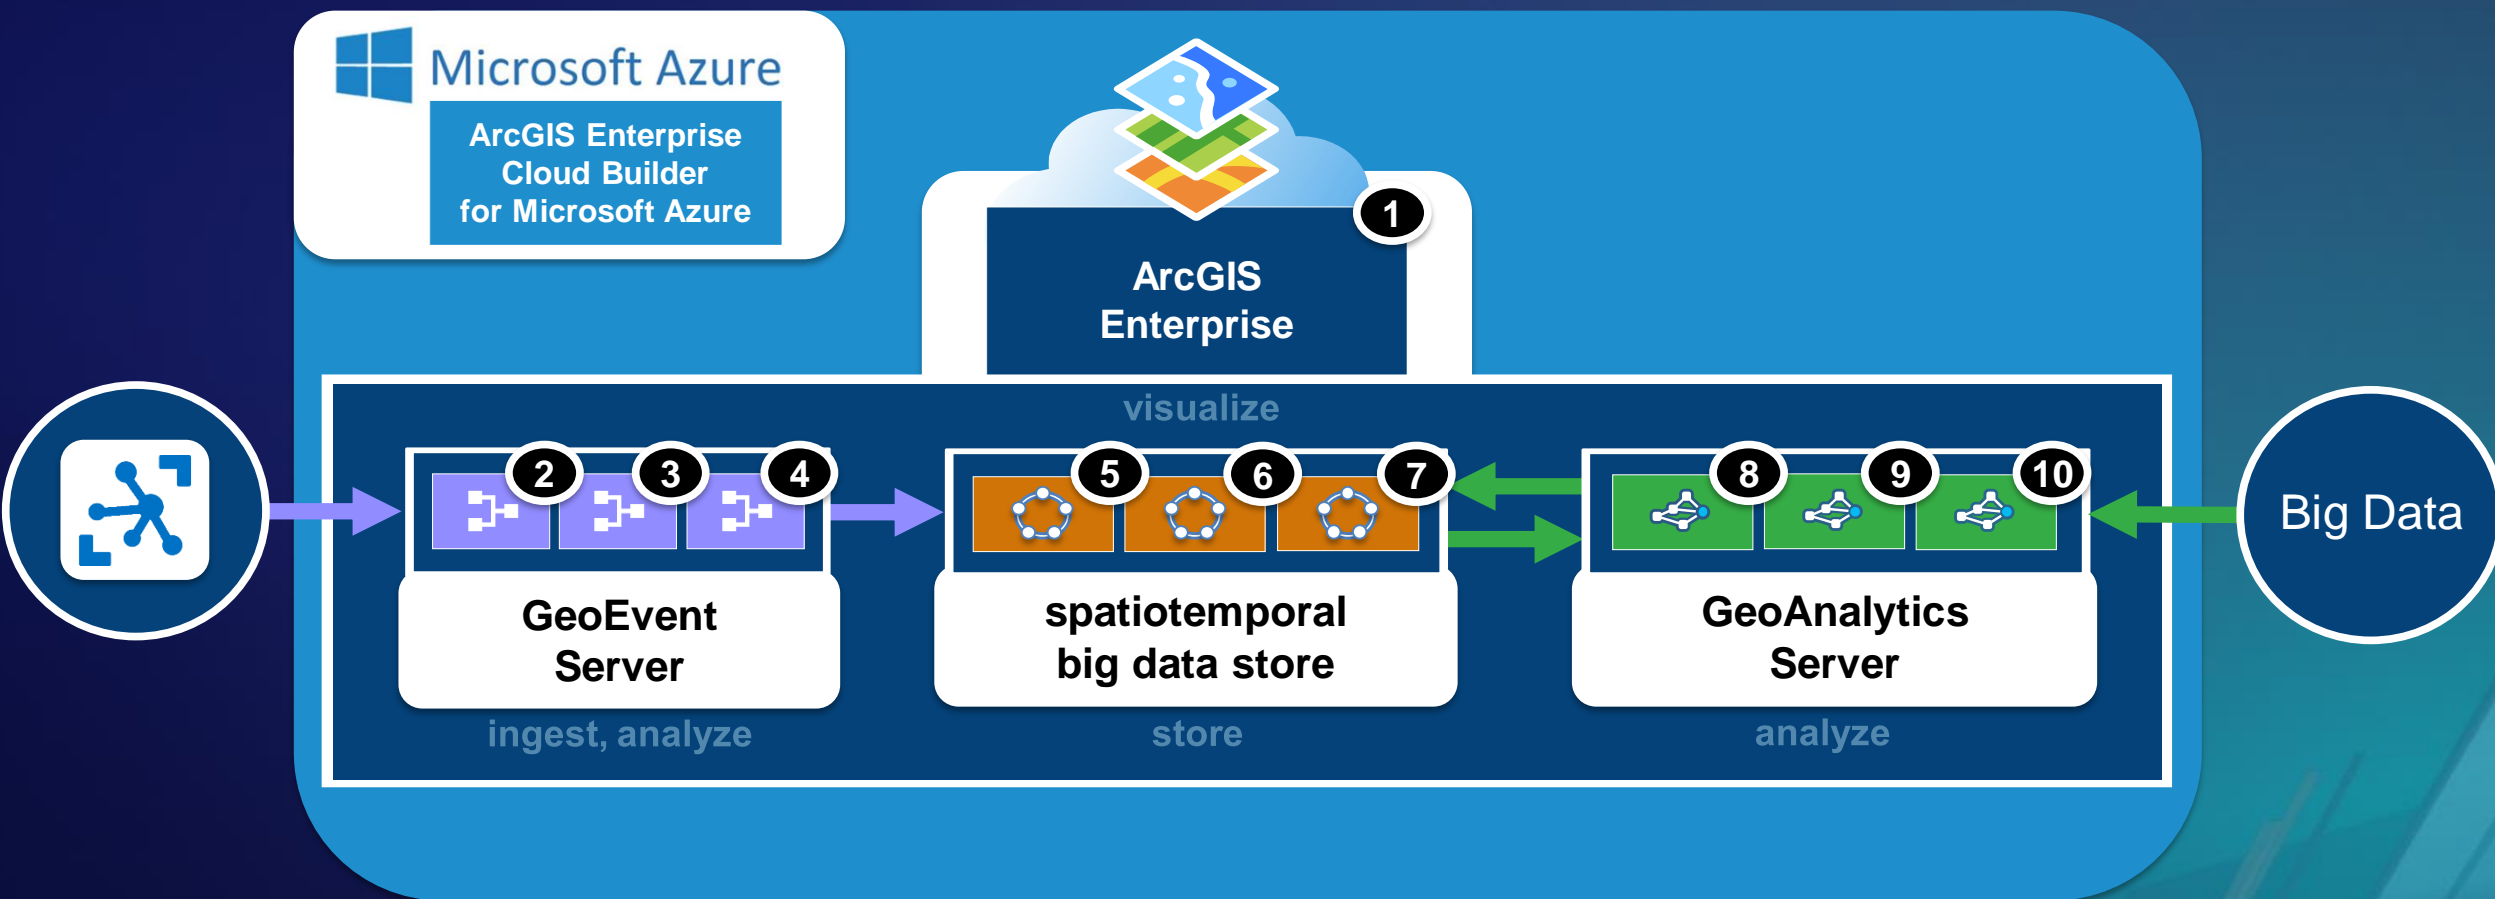 Microsoft Azure
ArcGIS Enterprise
Cloud Builder
for Microsoft Azure
1
ArcGIS
Enterprise
visualize
2
3
4
5
6
7
8
9
10
Big Data
GeoEvent
Server
spatiotemporal
big data store
GeoAnalytics
Server
ingest, analyze
store
analyze